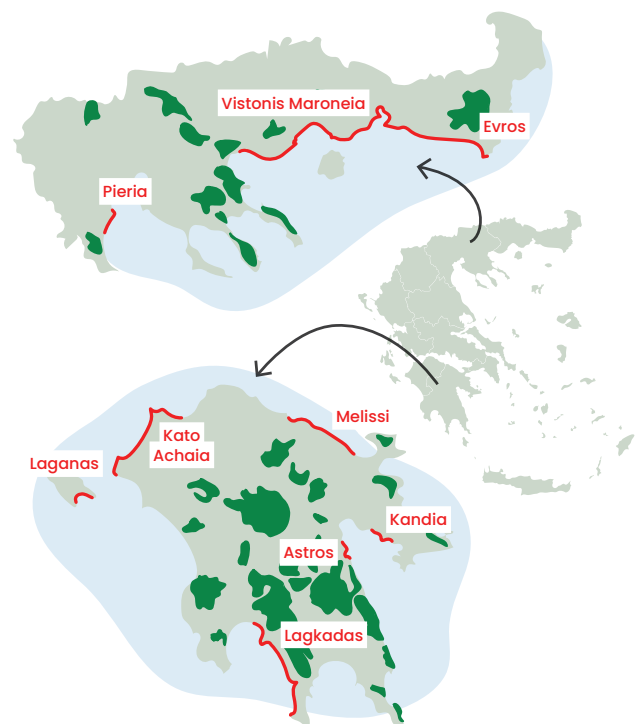 Vistonis Maroneia
Evros
Pieria
Melissi
Kato
Achaia
Laganas
Kandia
Astros
Lagkadas